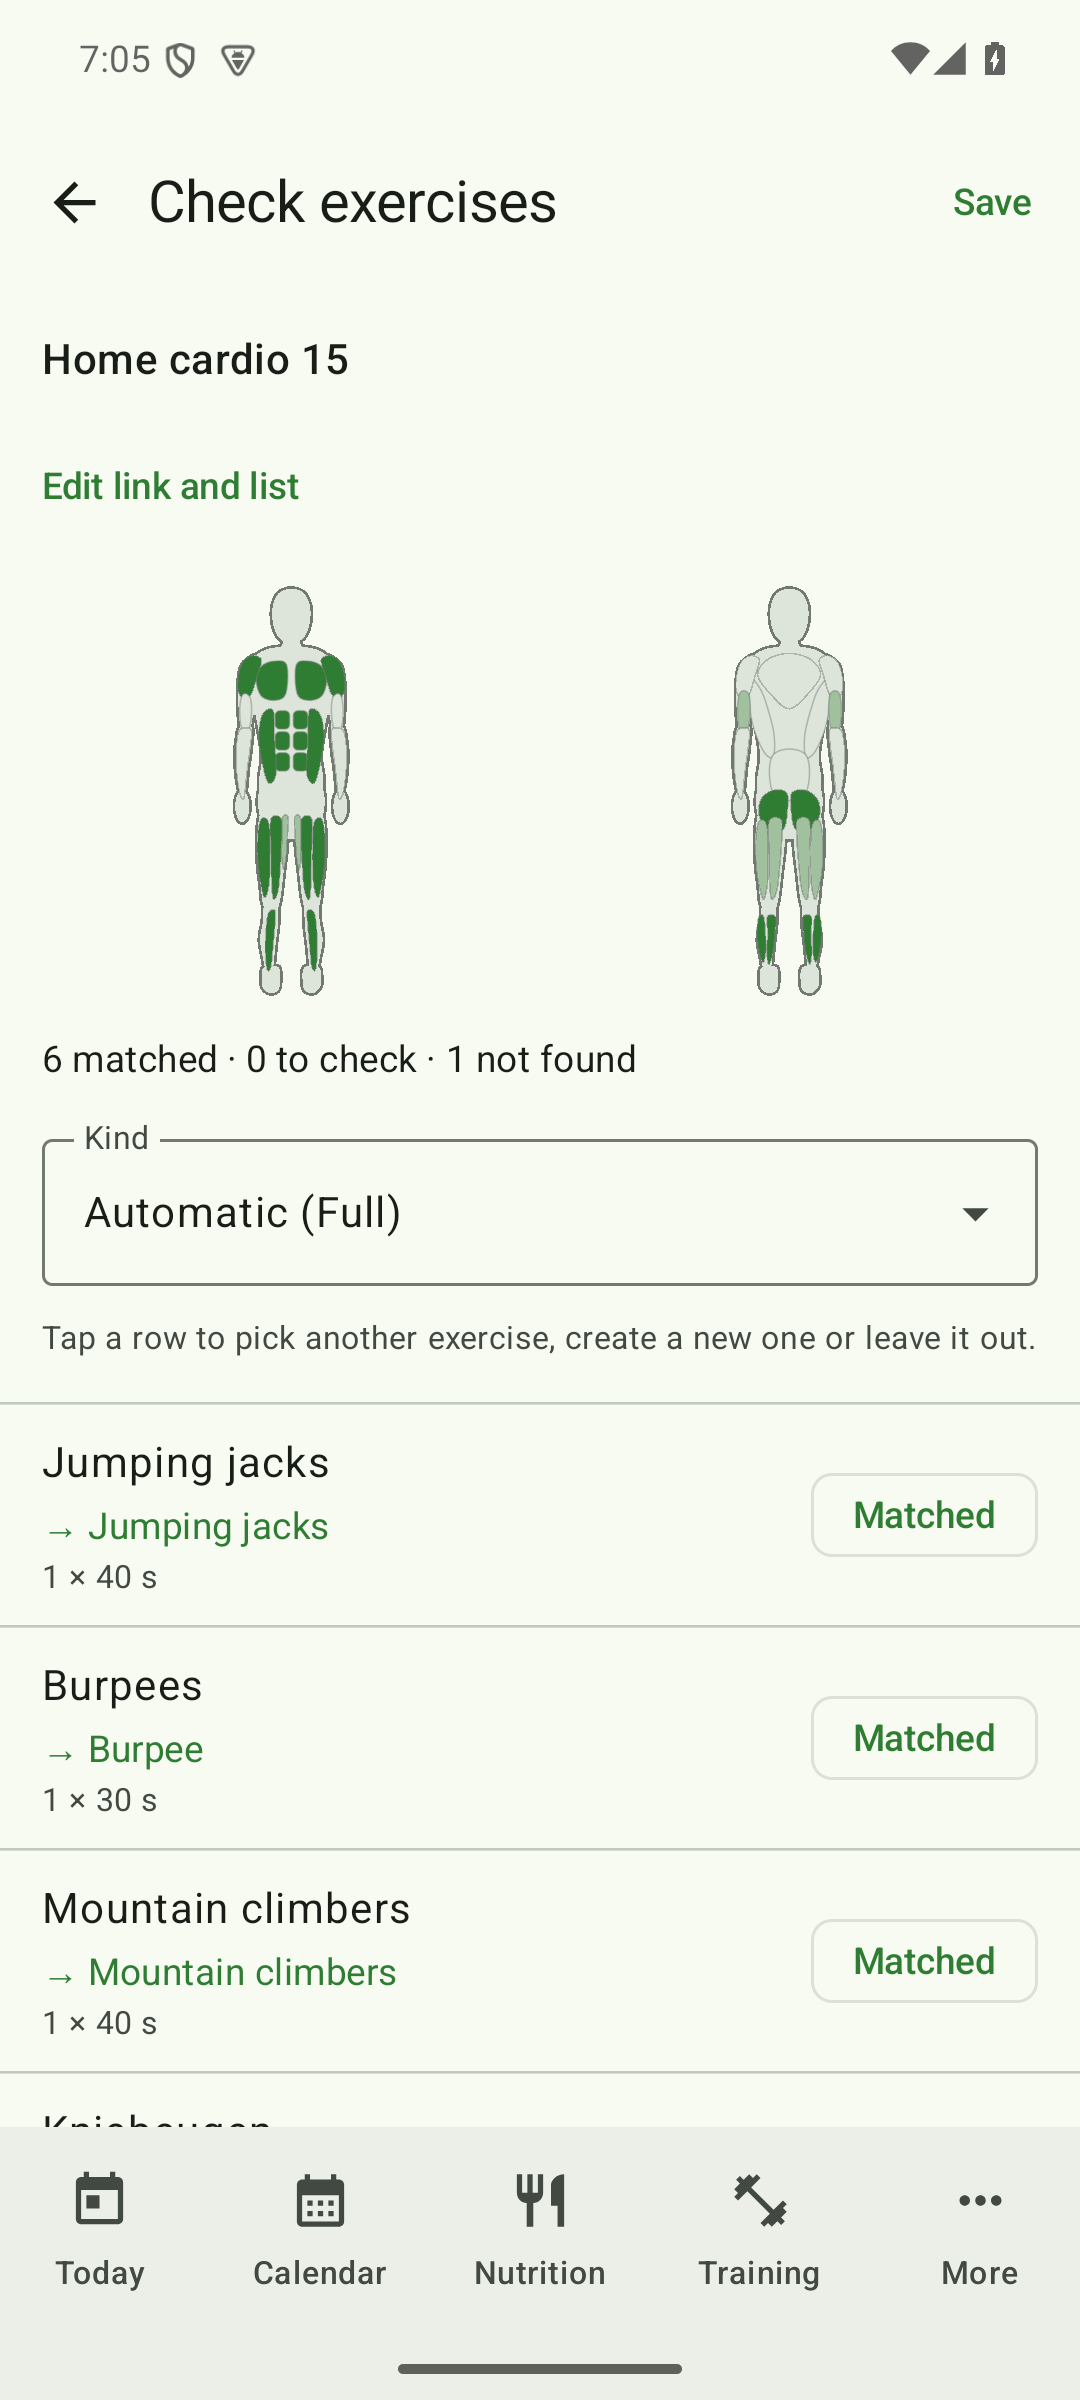 7:05
Check exercises
Save
Home cardio 15
Edit link and list
6 matched · 0 to check · 1 not found
Kind
Automatic (Full)
Tap a row to pick another exercise, create a new one or leave it out.
Jumping jacks
→ Jumping jacks
1 × 40 s
Matched
Burpees
→ Burpee
1 × 30 s
Matched
Mountain climbers
→ Mountain climbers
1 × 40 s
Matched
Today
Calendar
Nutrition
Training
More